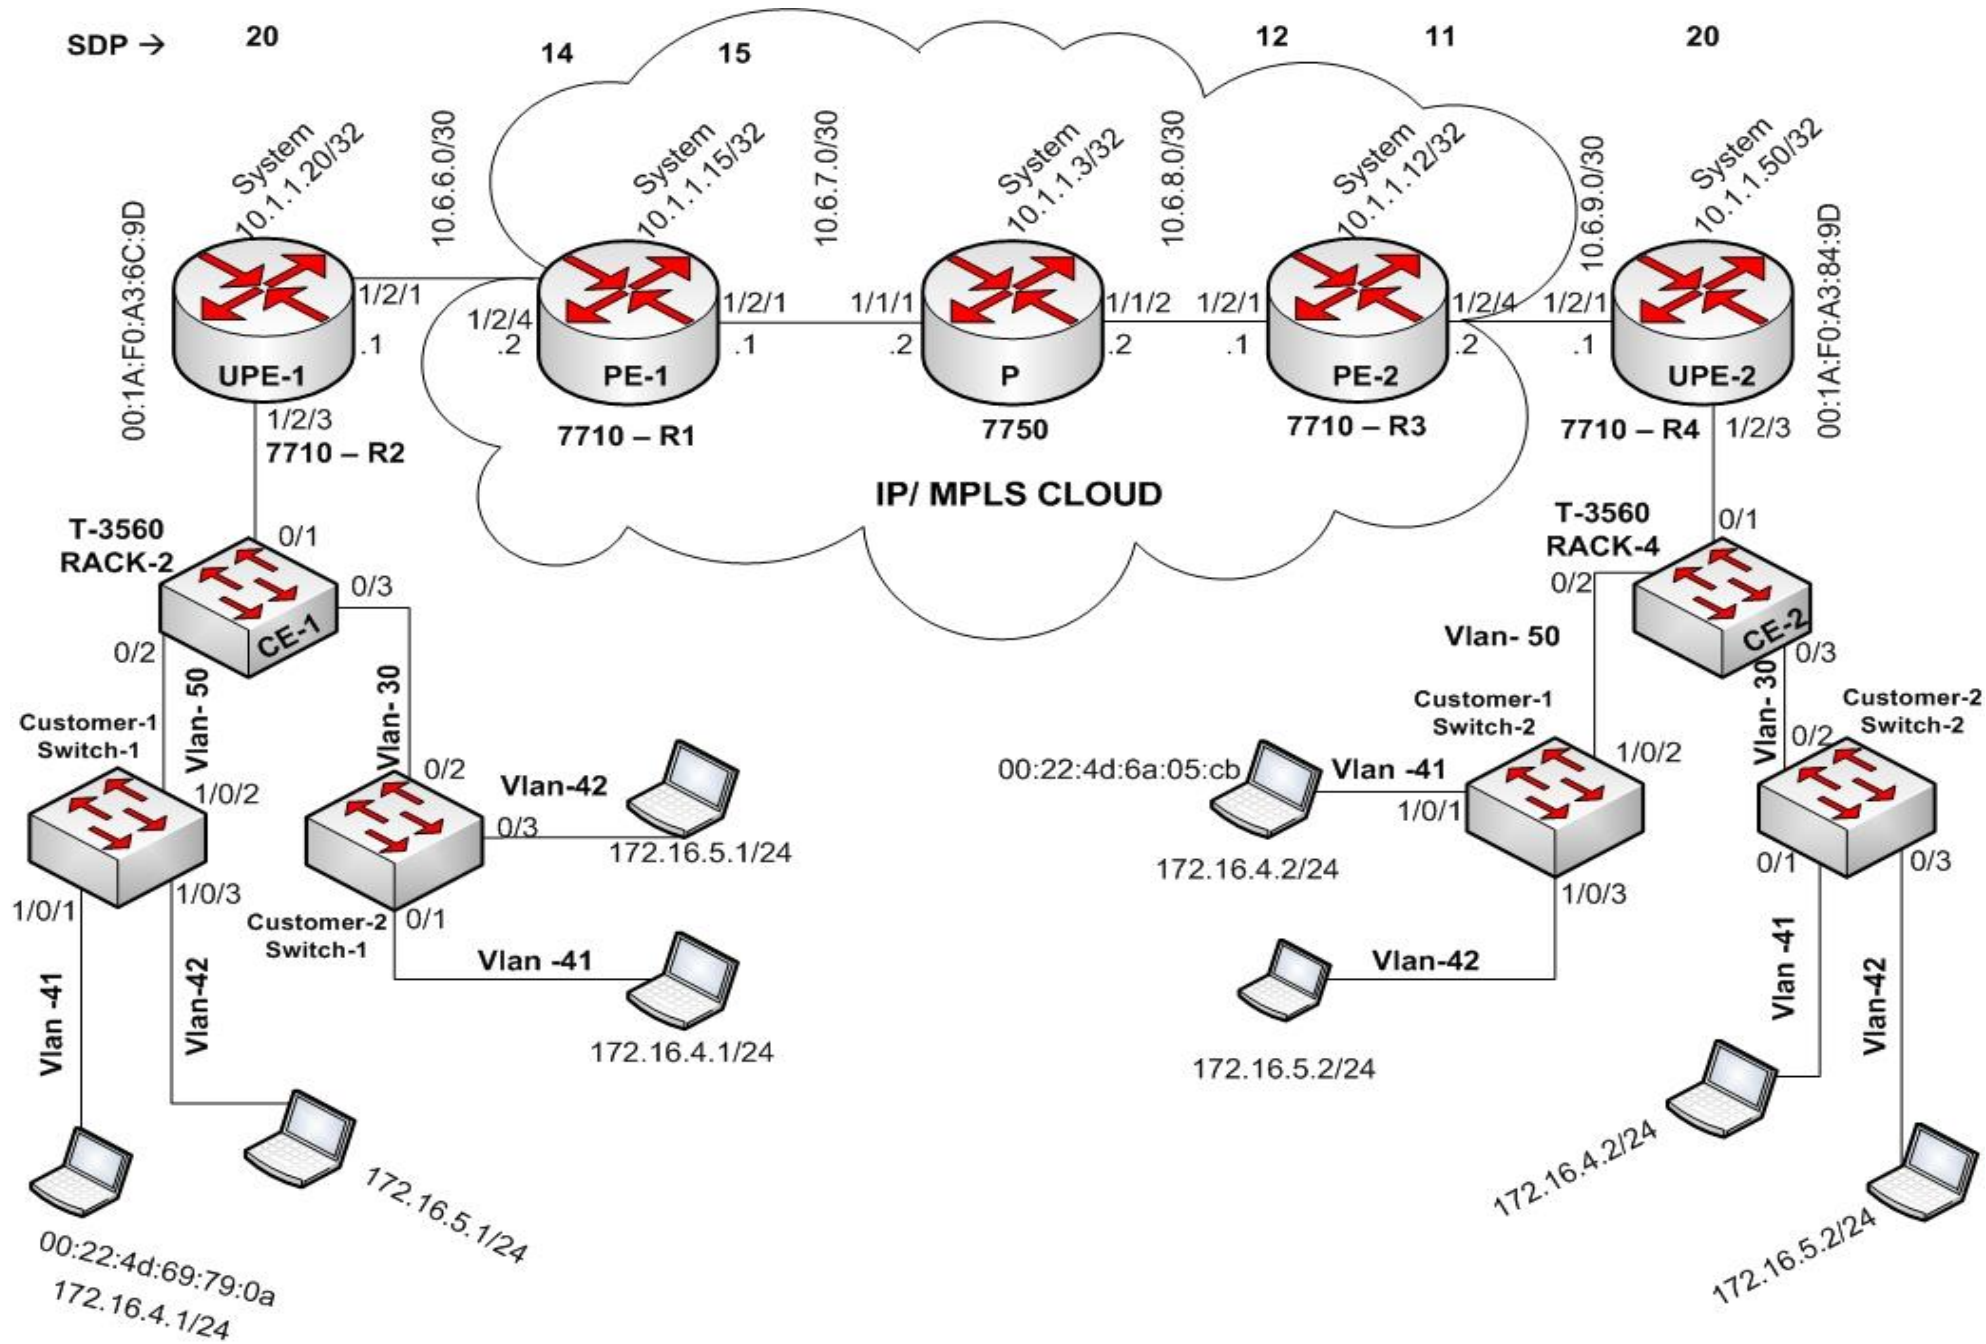 SDP →
20
14
15
12
11
20
System
10.1.1.20/32
10.6.6.0/30
System
10.1.1.15/32
10.6.7.0/30
System
10.1.1.3/32
10.6.8.0/30
System
10.1.1.12/32
10.6.9.0/30
System
10.1.1.50/32
00:1A:F0:A3:6C:9D
00:1A:F0:A3:84:9D
1/2/1
.1
UPE-1
1/2/4
.2
PE-1
1/2/1
.1
1/1/1
.2
P
1/1/2
.2
1/2/1
.1
PE-2
1/2/4
.2
1/2/1
.1
UPE-2
1/2/3
7710 – R2
7710 – R1
7750
7710 – R3
7710 – R4
1/2/3
IP/ MPLS CLOUD
T-3560
RACK-2
0/1
0/3
CE-1
0/2
Vlan- 50
Vlan- 30
T-3560
RACK-4
0/1
0/2
CE-2
0/3
Vlan- 50
Vlan- 30
Customer-1
Switch-1
1/0/2
1/0/1
1/0/3
Vlan -41
Vlan-42
00:22:4d:69:79:0a
172.16.4.1/24
172.16.5.1/24
0/2
Vlan-42
0/3
172.16.5.1/24
Customer-2
Switch-1
0/1
Vlan -41
172.16.4.1/24
Customer-1
Switch-2
1/0/2
00:22:4d:6a:05:cb
Vlan -41
1/0/1
172.16.4.2/24
1/0/3
Vlan-42
172.16.5.2/24
Customer-2
Switch-2
0/2
0/1
0/3
Vlan -41
Vlan-42
172.16.4.2/24
172.16.5.2/24